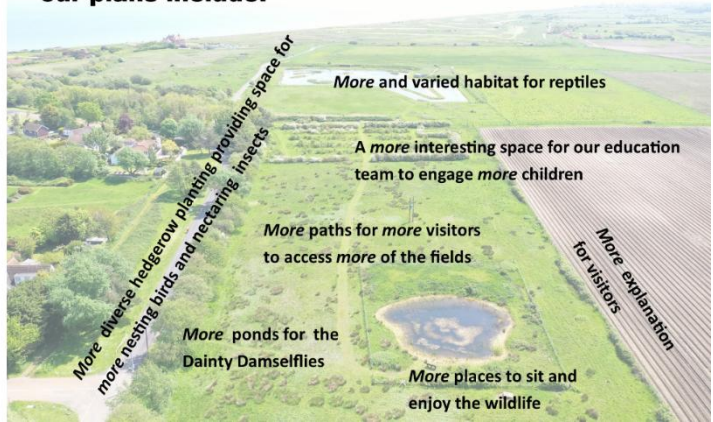 our plans include:
More and varied habitat for reptiles
A more interesting space for our education
team to engage more children
More diverse hedgerow planting providing space for
more nesting birds and nectaring insects
More paths for more visitors
to access more of the fields
More explanation
for visitors
More ponds for the
Dainty Damselflies
More places to sit and
enjoy the wildlife